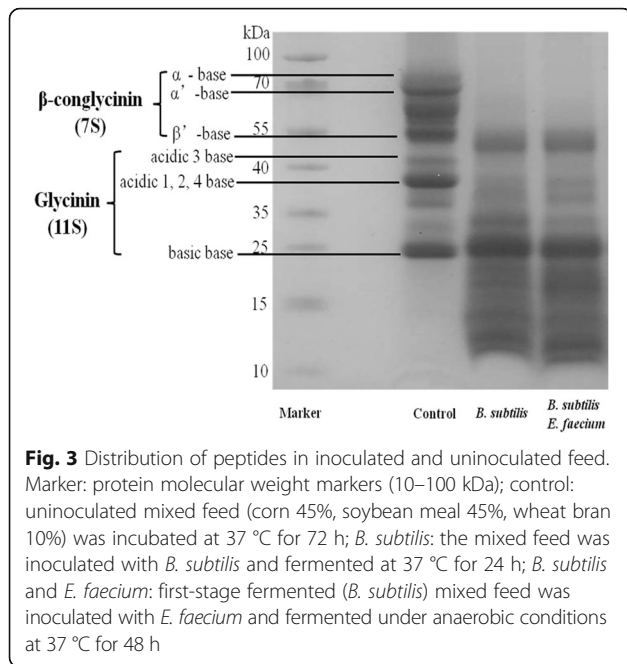 kDa
100
α - base
70
α' -base
β-conglycinin
(7S)
55
β' -base
acidic 3 base
40
acidic 1, 2, 4 base
Glycinin
(11S)
35
basic base
25
15
10
Marker
Control
B. subtilis
B. subtilis
E. faecium
Fig. 3 Distribution of peptides in inoculated and uninoculated feed.
Marker: protein molecular weight markers (10–100 kDa); control:
uninoculated mixed feed (corn 45%, soybean meal 45%, wheat bran
10%) was incubated at 37 °C for 72 h; B. subtilis: the mixed feed was
inoculated with B. subtilis and fermented at 37 °C for 24 h; B. subtilis
and E. faecium: first-stage fermented (B. subtilis) mixed feed was
inoculated with E. faecium and fermented under anaerobic conditions
at 37 °C for 48 h